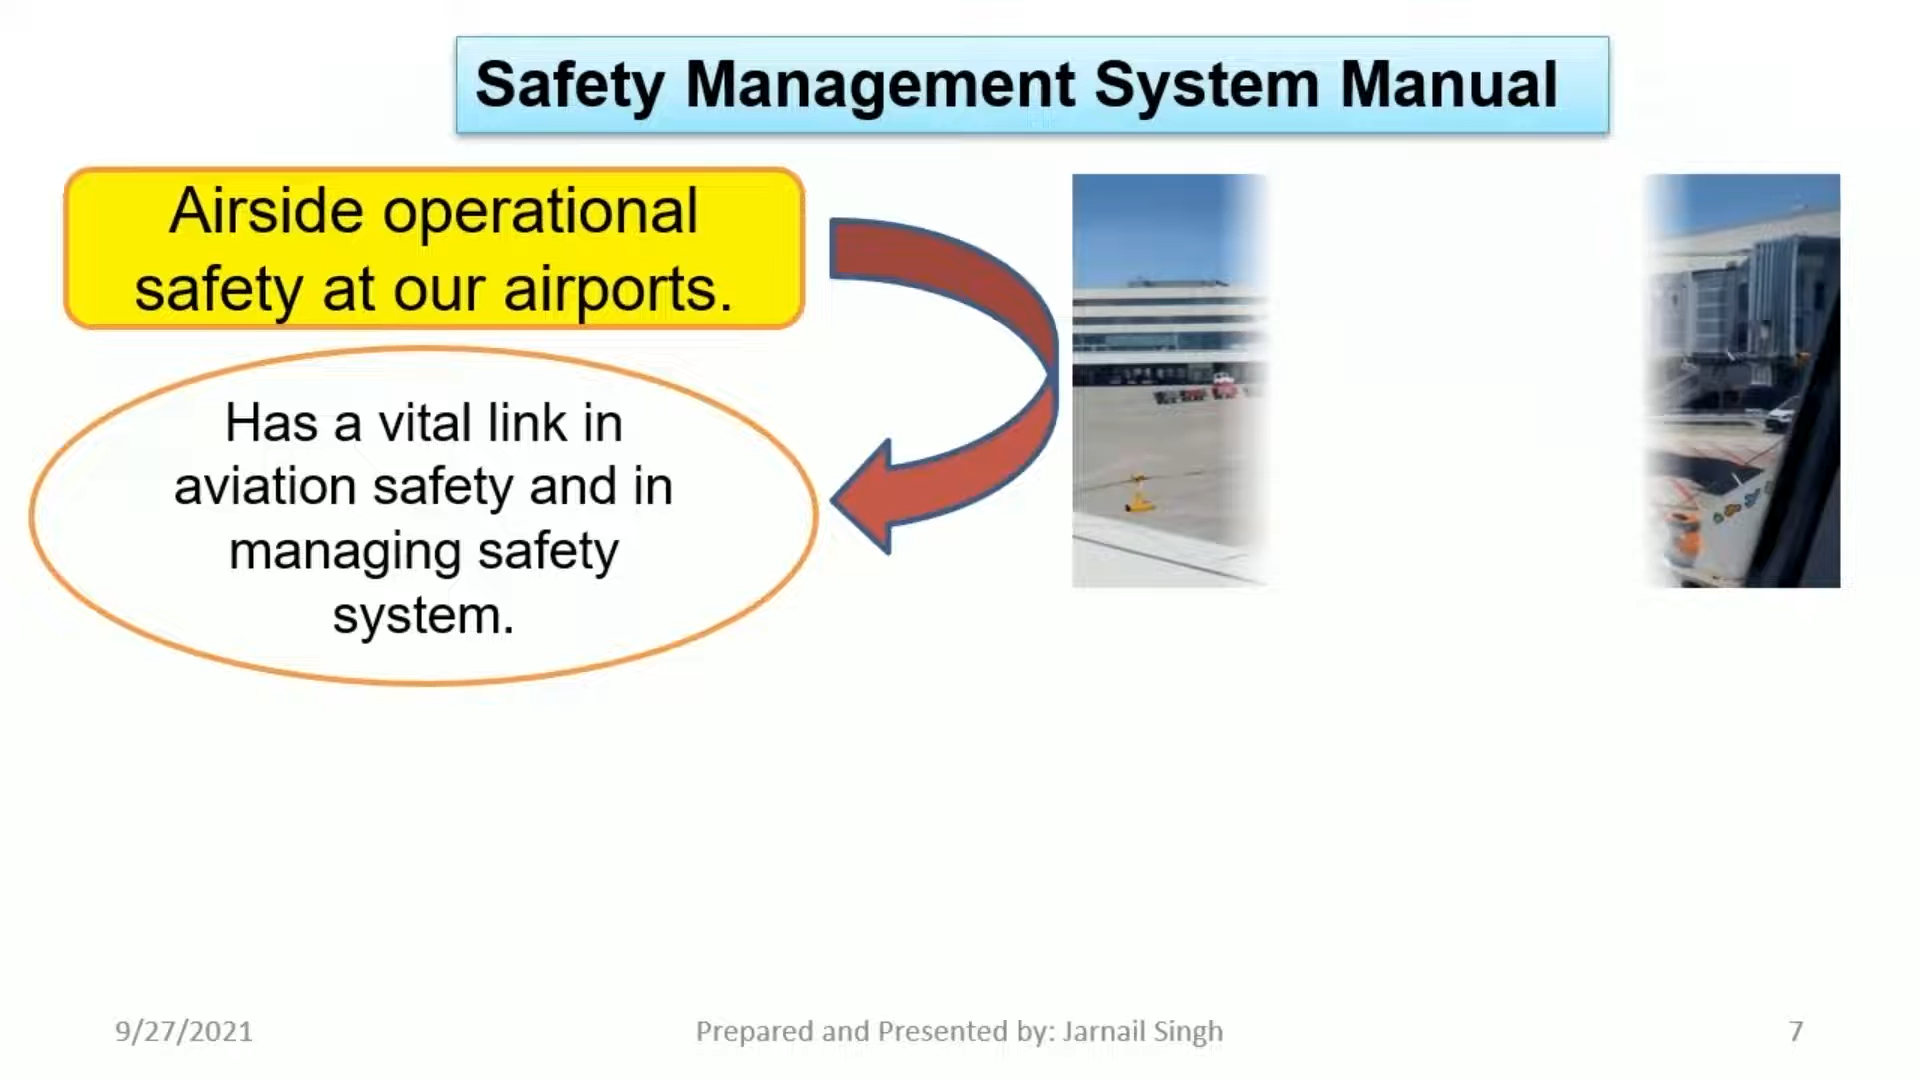 Safety Management System Manual
Airside operational
safety at our airports.
Has a vital link in
aviation safety and in
managing safety
system.
9/27/2021
Prepared and Presented by: Jarnail Singh
7